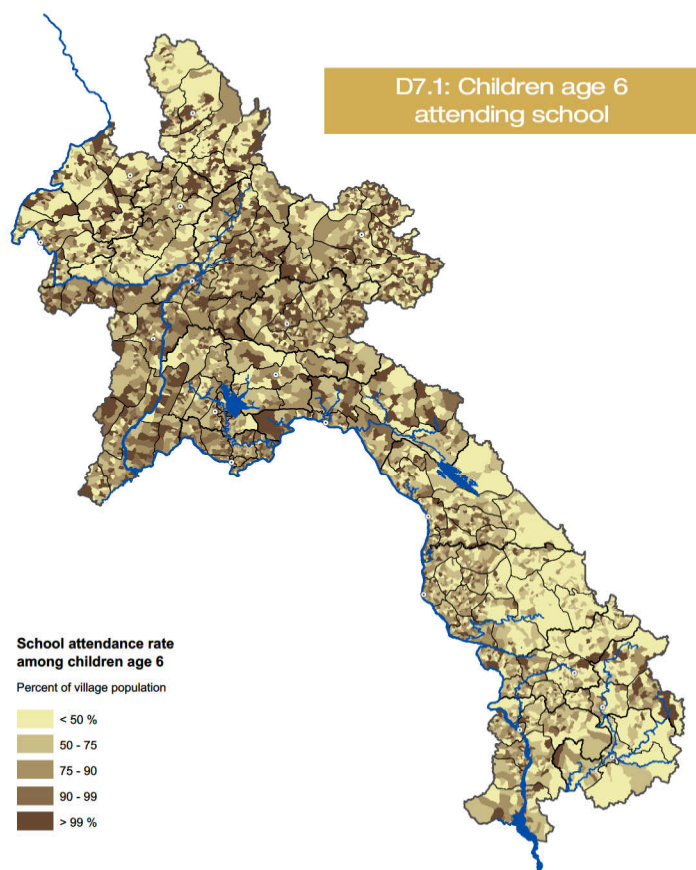 D7.1: Children age 6
attending school
School attendance rate
among children age 6
Percent of village population
< 50 %
50 - 75
75 - 90
90 - 99
> 99 %